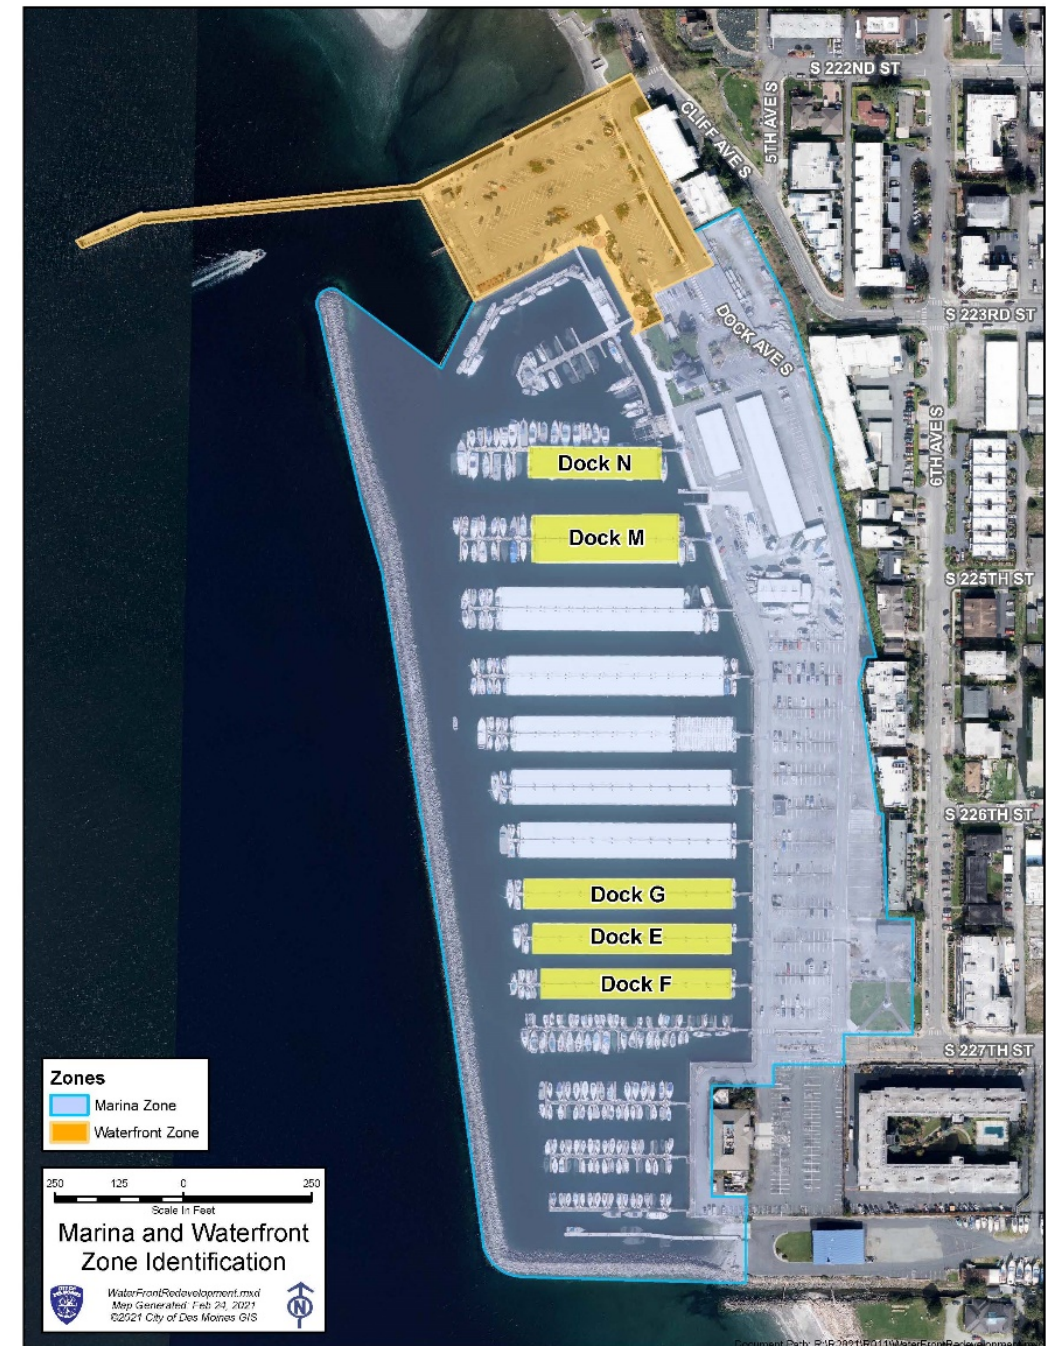 S 222ND ST
5TH AVE S
CLIFF AVE S
S 223RD ST
DOCK AVE S
6TH AVE S
Dock N
Dock M
S 225TH ST
S 226TH ST
Dock G
Dock E
Dock F
S 227TH ST
Zones
Marina Zone
Waterfront Zone
250 125 0 250
Scale In Feet
Marina and Waterfront
Zone Identification
WaterFrontRedevelopment.mxd
Map Generated: Feb 24, 2021
©2021 City of Des Moines GIS
N